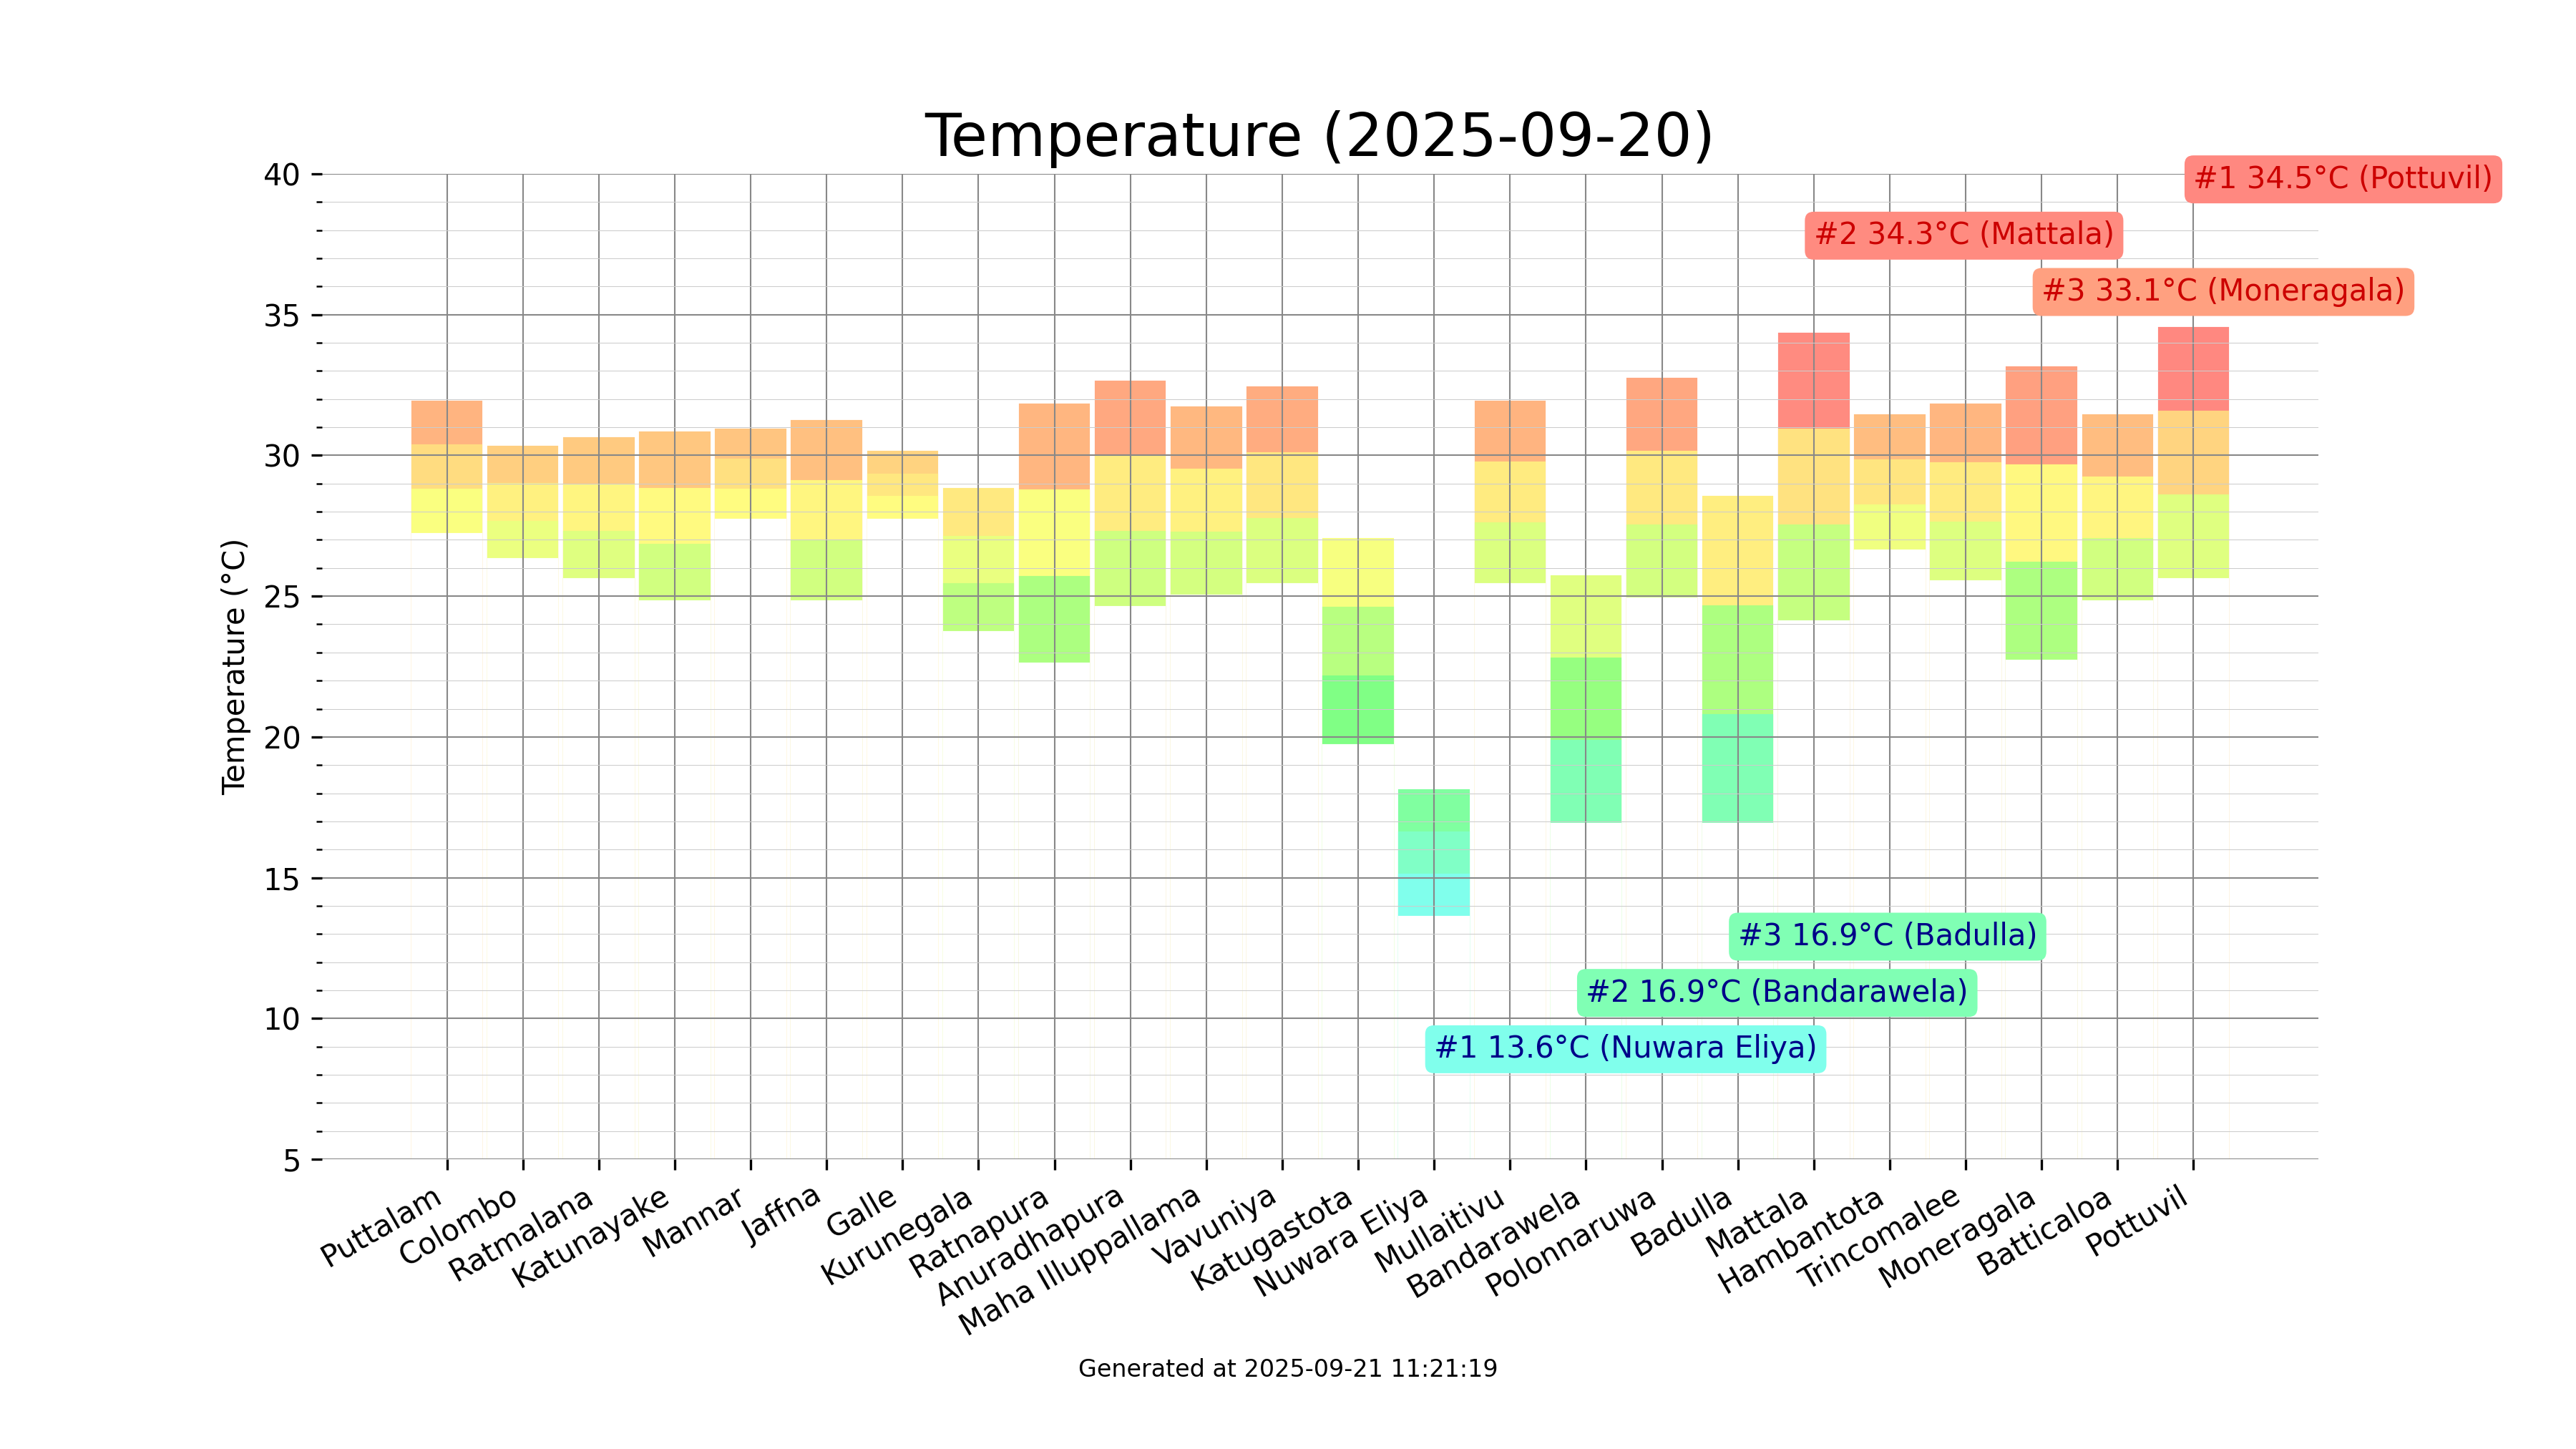 Temperature (2025-09-20)
#1 34.5°C (Pottuvil)
#2 34.3°C (Mattala)
#3 33.1°C (Moneragala)
#3 16.9°C (Badulla)
#2 16.9°C (Bandarawela)
#1 13.6°C (Nuwara Eliya)
Temperature (°C)
40
35
30
25
20
15
10
5
Puttalam
Colombo
Ratmalana
Katunayake
Mannar
Jaffna
Galle
Kurunegala
Ratnapura
Anuradhapura
Maha Illuppallama
Vavuniya
Katugastota
Nuwara Eliya
Mullaitivu
Bandarawela
Polonnaruwa
Badulla
Mattala
Hambantota
Trincomalee
Moneragala
Batticaloa
Pottuvil
Generated at 2025-09-21 11:21:19